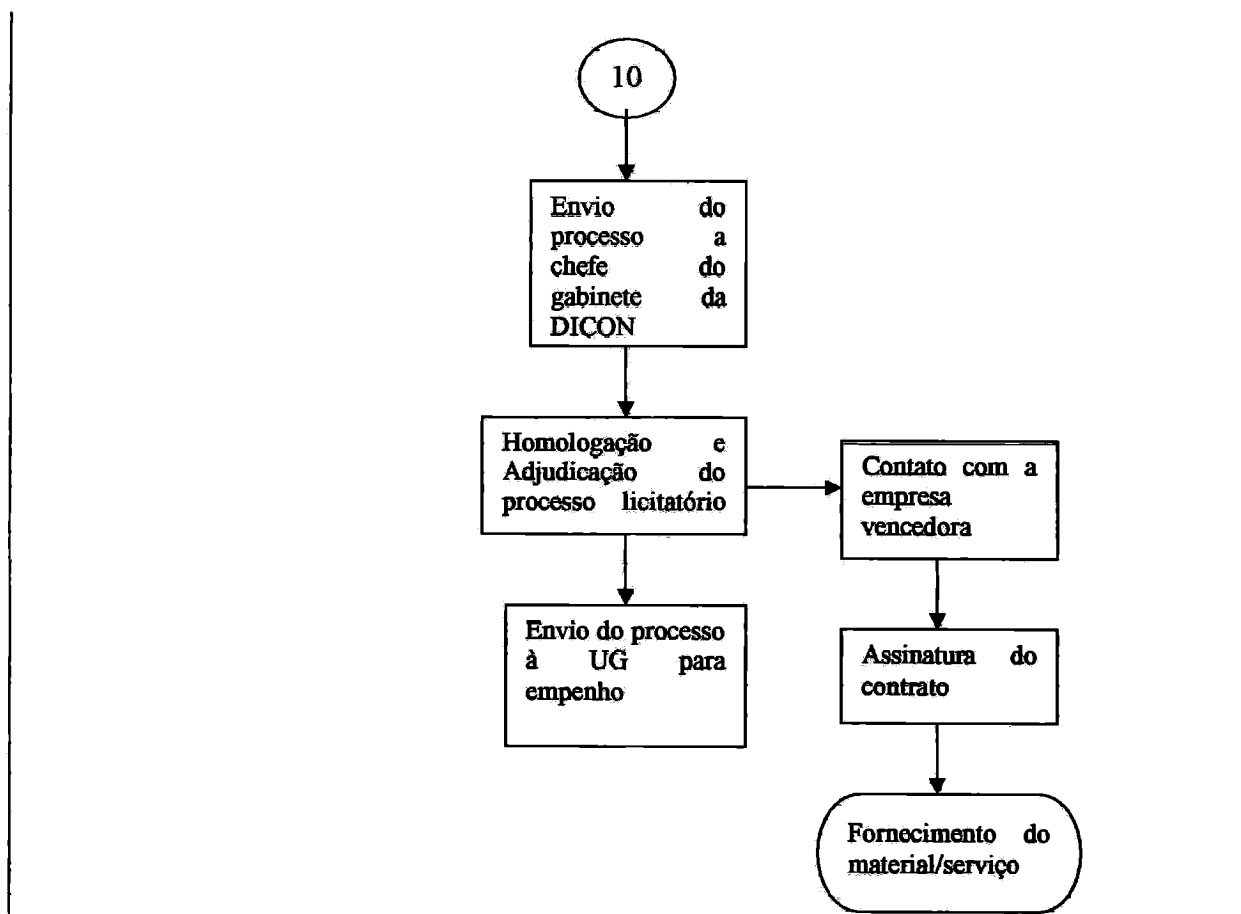 10
Envio do
processo a
chefe do
gabinete da
DICON
Homologação e
Adjudicação do
processo licitatório
Contato com a
empresa
vencedora
Envio do processo
à UG para
empenho
Assinatura do
contrato
Fornecimento do
material/serviço